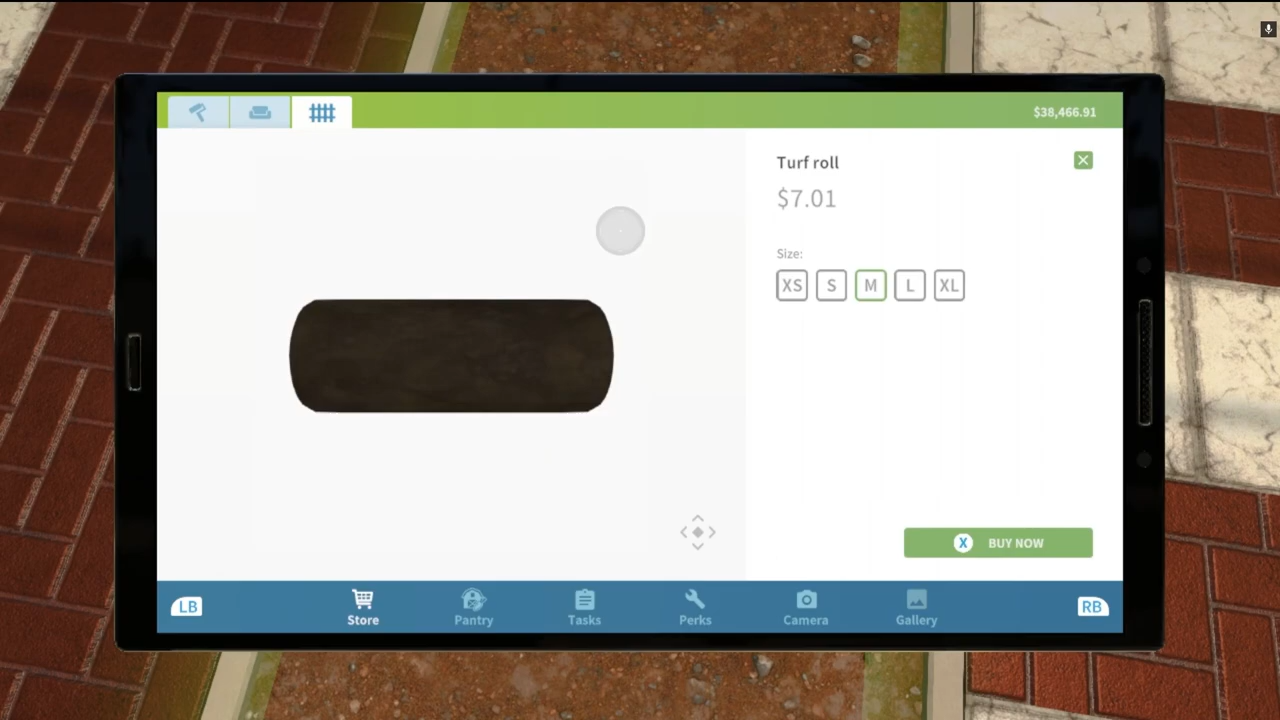 $38,466.91
Turf roll
$7.01
Size:
XS S M L XL
X BUY NOW
LB Store Pantry Tasks Perks Camera Gallery RB